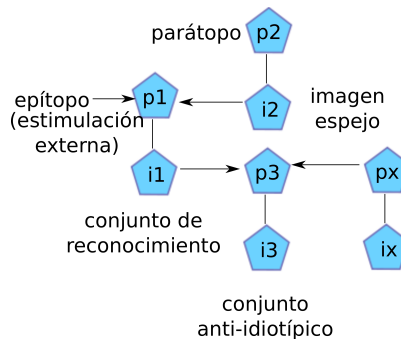 parátopo
p2
epítopo
(estimulación
externa)
p1
i2
imagen
espejo
i1
p3
px
conjunto de
reconocimiento
i3
ix
conjunto
anti-idiotípico